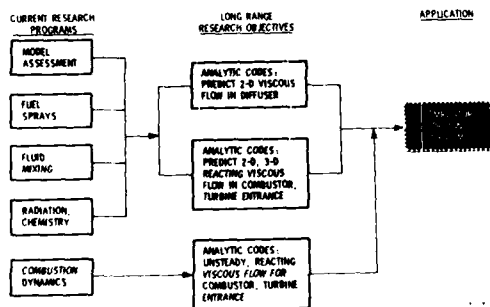 CURRENT RESEARCH
PROGRAMS
LONG RANGE
RESEARCH OBJECTIVES
APPLICATION
MODEL
ASSESSMENT
FUEL
SPRAYS
FLUID
MIXING
RADIATION,
CHEMISTRY
COMBUSTION
DYNAMICS
ANALYTIC CODES:
PREDICT 2-D VISCOUS
FLOW IN DIFFUSER
ANALYTIC CODES:
PREDICT 2-D, 3-D
REACTING VISCOUS
FLOW IN COMBUSTOR,
TURBINE ENTRANCE
ANALYTIC CODES:
UNSTEADY, REACTING
VISCOUS FLOW FOR
COMBUSTOR, TURBINE
ENTRANCE